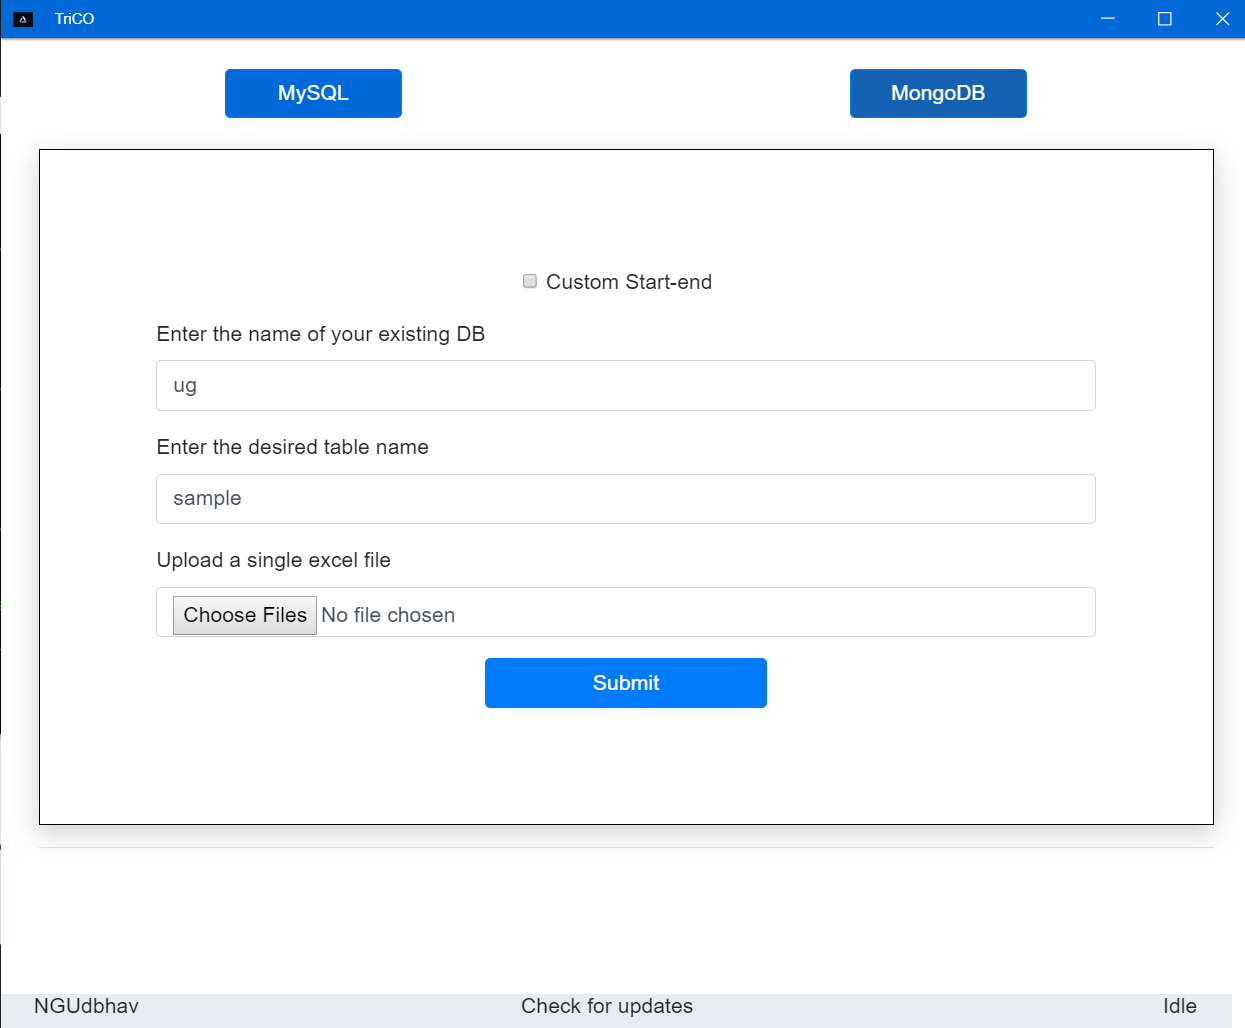 TriCO
MySQL
MongoDB
Custom Start-end
Enter the name of your existing DB
ug
Enter the desired table name
sample
Upload a single excel file
Choose Files No file chosen
Submit
NGUdbhav
Check for updates
Idle